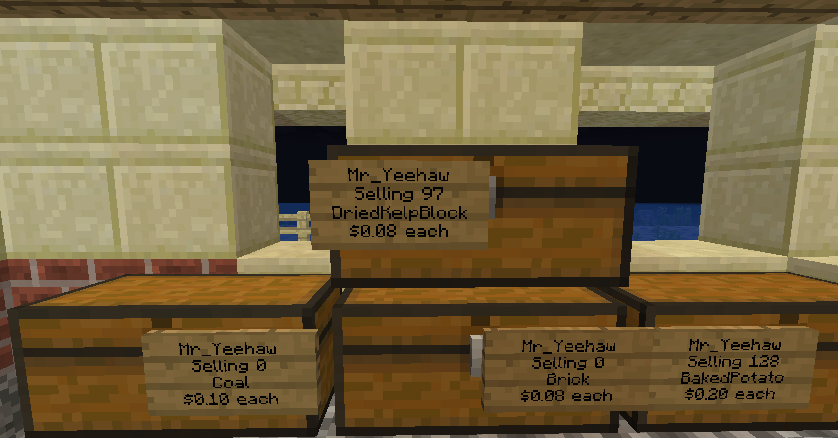 Mr_Yeehaw
Selling 97
DriedKelpBlock
$0.08 each
Mr_Yeehaw
Selling 0
Coal
$0.10 each
Mr_Yeehaw
Selling 0
Brick
$0.08 each
Mr_Yeehaw
Selling 128
BakedPotato
$0.20 each